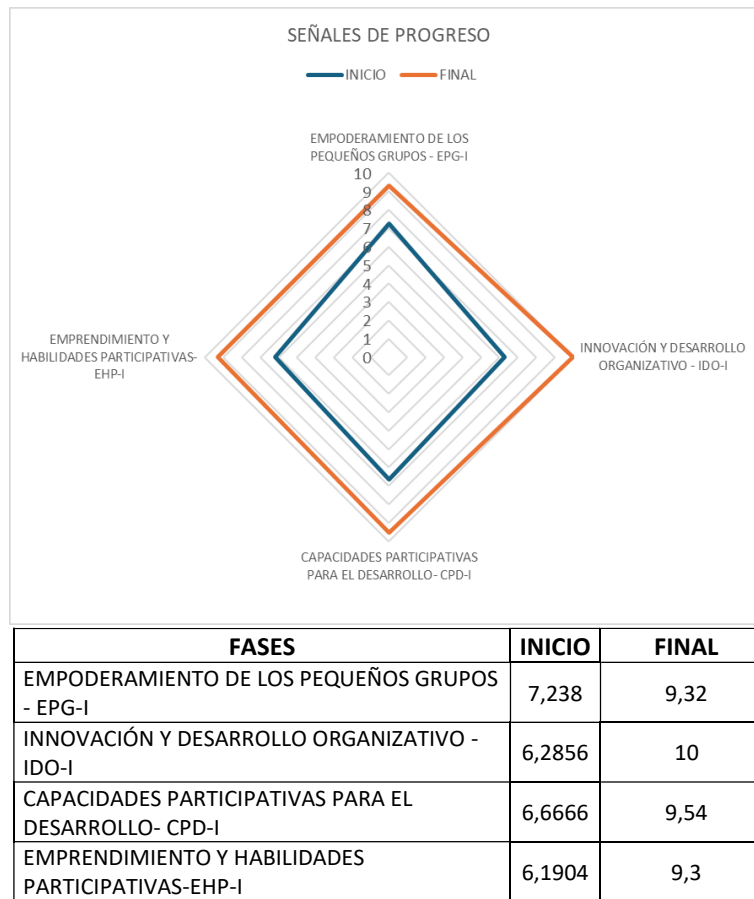 SEÑALES DE PROGRESO
INICIO FINAL
EMPODERAMIENTO DE LOS
PEQUEÑOS GRUPOS - EPG-I
10
9
8
7
6
5
4
3
2
1
0
INNOVACIÓN Y DESARROLLO
ORGANIZATIVO - IDO-I
EMPRENDIMIENTO Y
HABILIDADES PARTICIPATIVAS-
EHP-I
CAPACIDADES PARTICIPATIVAS
PARA EL DESARROLLO- CPD-I
FASES INICIO FINAL
EMPODERAMIENTO DE LOS PEQUEÑOS GRUPOS
- EPG-I 7,238 9,32
INNOVACIÓN Y DESARROLLO ORGANIZATIVO -
IDO-I 6,2856 10
CAPACIDADES PARTICIPATIVAS PARA EL
DESARROLLO- CPD-I 6,6666 9,54
EMPRENDIMIENTO Y HABILIDADES
PARTICIPATIVAS-EHP-I 6,1904 9,3